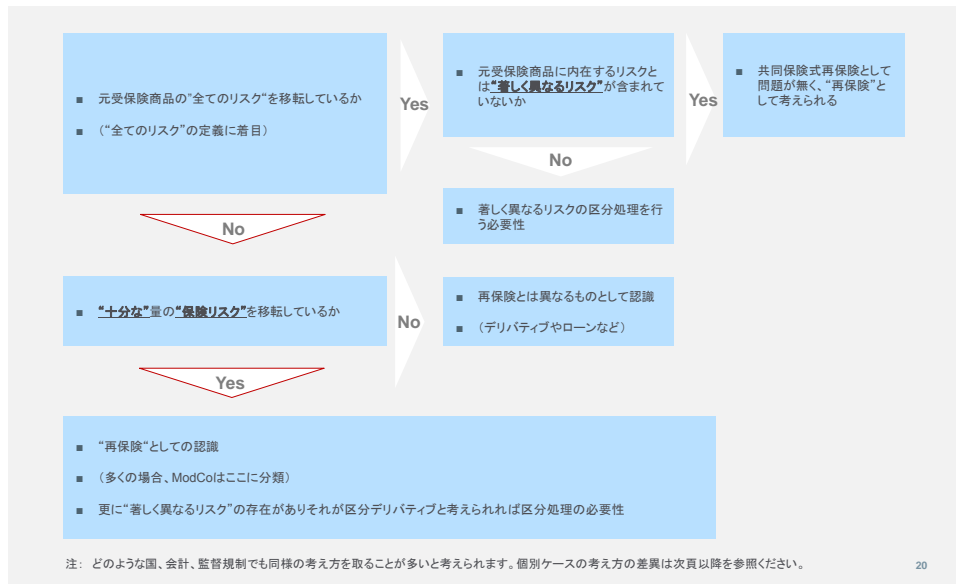 ■ 元受保険商品の"全てのリスク"を移転しているか
■ （"全てのリスク"の定義に着目）
Yes
■ 元受保険商品に内在するリスクと
は"著しく異なるリスク"が含まれて
いないか
Yes
■ 共同保険式再保険として
問題が無く、"再保険"と
して考えられる
No
■ 著しく異なるリスクの区分処理を行
う必要性
No
■ "十分な"量の"保険リスク"を移転しているか
No
■ 再保険とは異なるものとして認識
■ （デリバティブやローンなど）
Yes
■ "再保険"としての認識
■ （多くの場合、ModCoはここに分類）
■ 更に"著しく異なるリスク"の存在がありそれが区分デリバティブと考えられれば区分処理の必要性
注： どのような国、会計、監督規制でも同様の考え方を取ることが多いと考えられます。個別ケースの考え方の差異は次頁以降を参照ください。
20